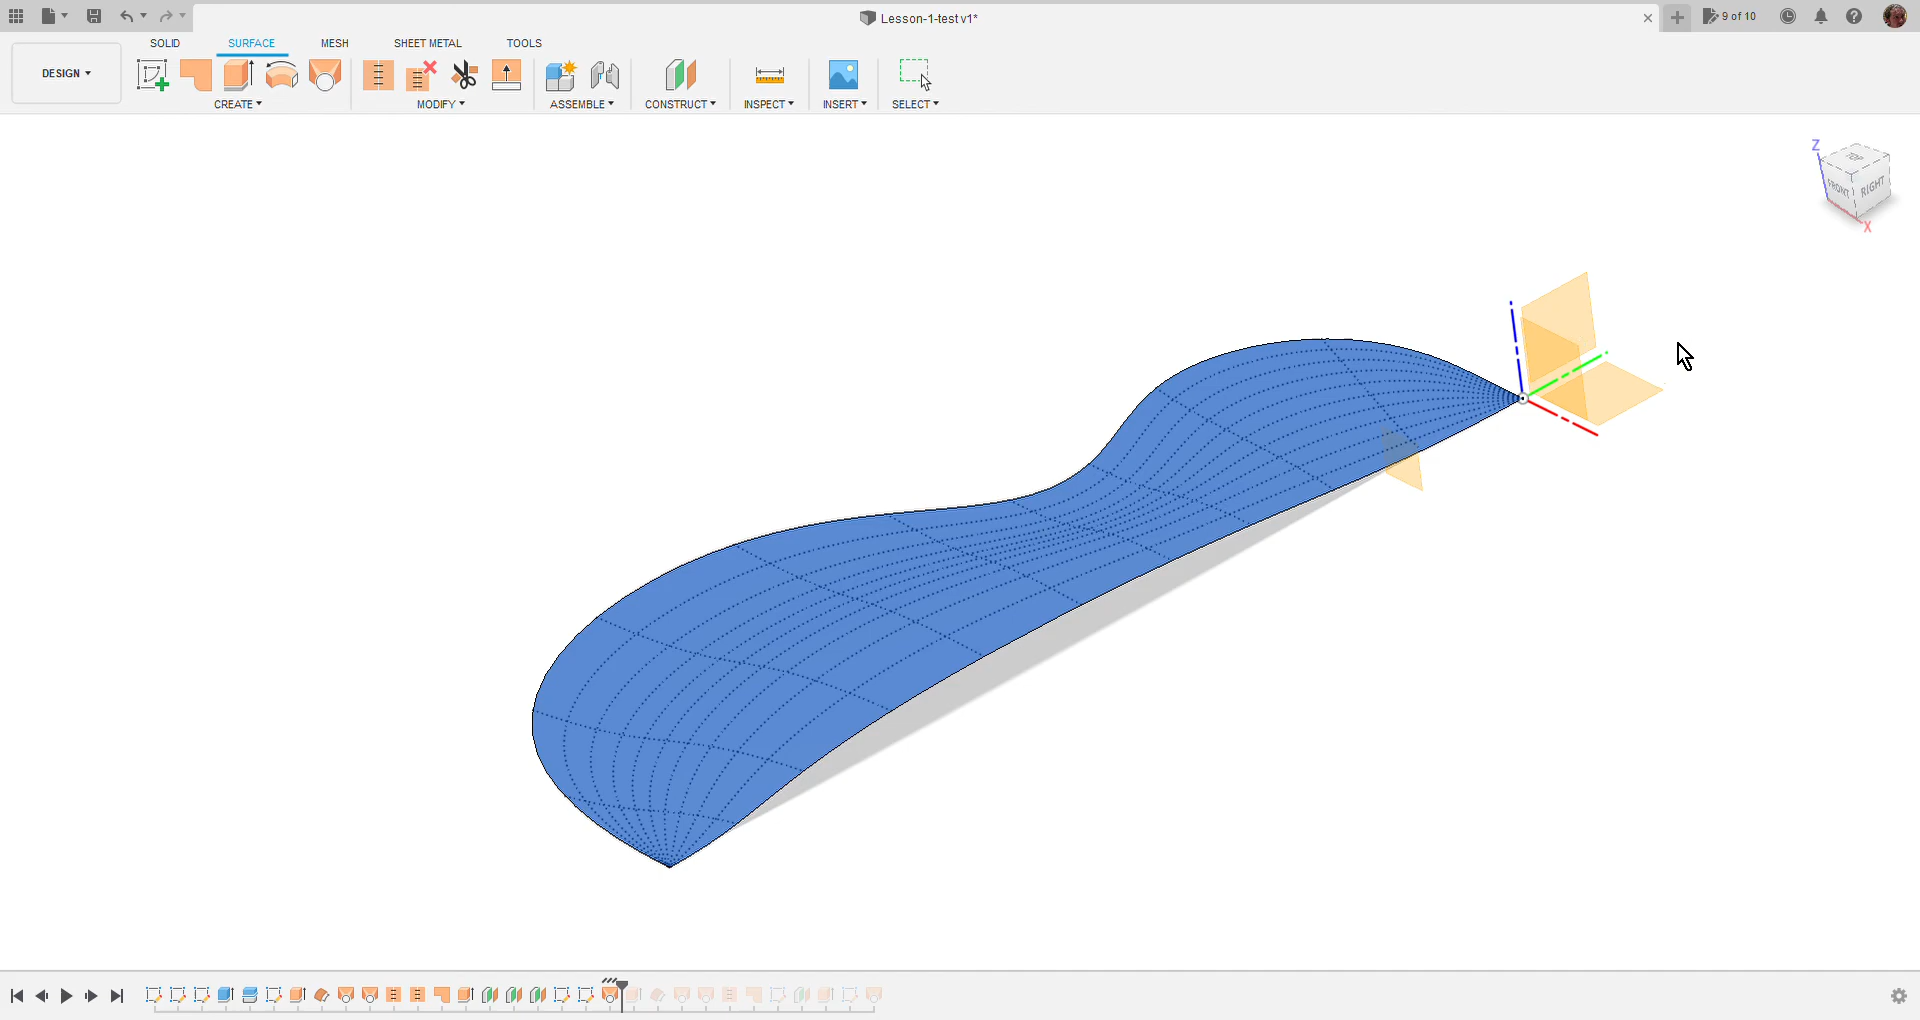 Lesson-1-test v1*
9 of 10
SOLID SURFACE MESH SHEET METAL TOOLS
DESIGN
CREATE MODIFY ASSEMBLE CONSTRUCT INSPECT INSERT SELECT
Z
TOP
FRONT RIGHT
X